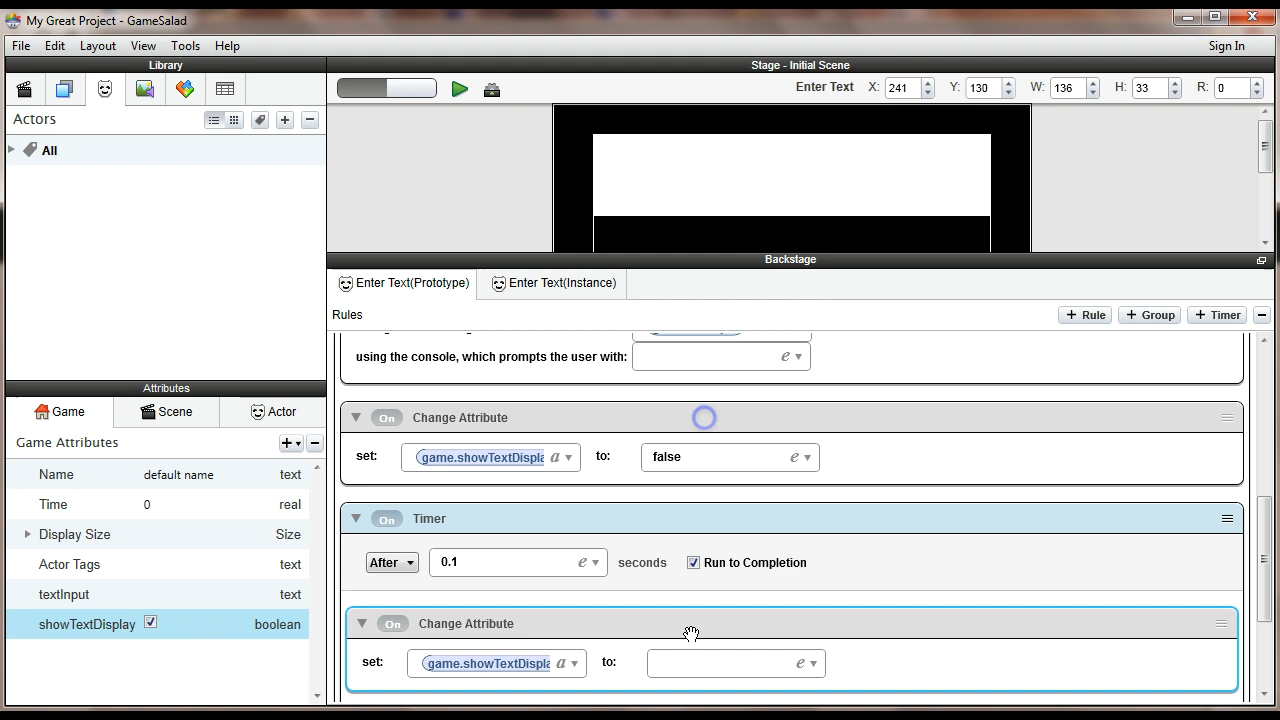 My Great Project - GameSalad
File Edit Layout View Tools Help Sign In
Library
Stage - Initial Scene
Enter Text X: 241 Y: 130 W: 136 H: 33 R: 0
Actors
All
Backstage
Enter Text(Prototype) Enter Text(Instance)
Rules + Rule + Group + Timer
using the console, which prompts the user with: e
On Change Attribute
set: game.showTextDispla a to: false e
On Timer
After 0.1 e seconds Run to Completion
On Change Attribute
set: game.showTextDispla a to: e
Attributes
Game Scene Actor
Game Attributes
Name default name text
Time 0 real
Display Size Size
Actor Tags text
textInput text
showTextDisplay boolean